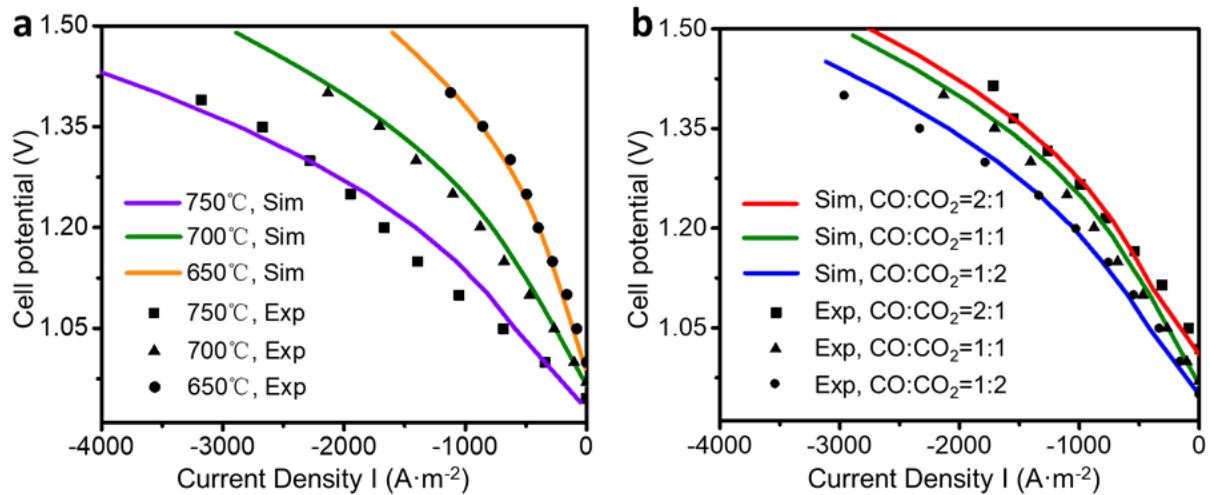 a
1.50
1.35
1.20
1.05
Cell potential (V)
750℃, Sim
700℃, Sim
650℃, Sim
750℃, Exp
700℃, Exp
650℃, Exp
-4000
-3000
-2000
-1000
0
Current Density I (A·m⁻²)
b
1.50
1.35
1.20
1.05
Cell potential (V)
Sim, CO:CO₂=2:1
Sim, CO:CO₂=1:1
Sim, CO:CO₂=1:2
Exp, CO:CO₂=2:1
Exp, CO:CO₂=1:1
Exp, CO:CO₂=1:2
-4000
-3000
-2000
-1000
0
Current Density I (A·m⁻²)